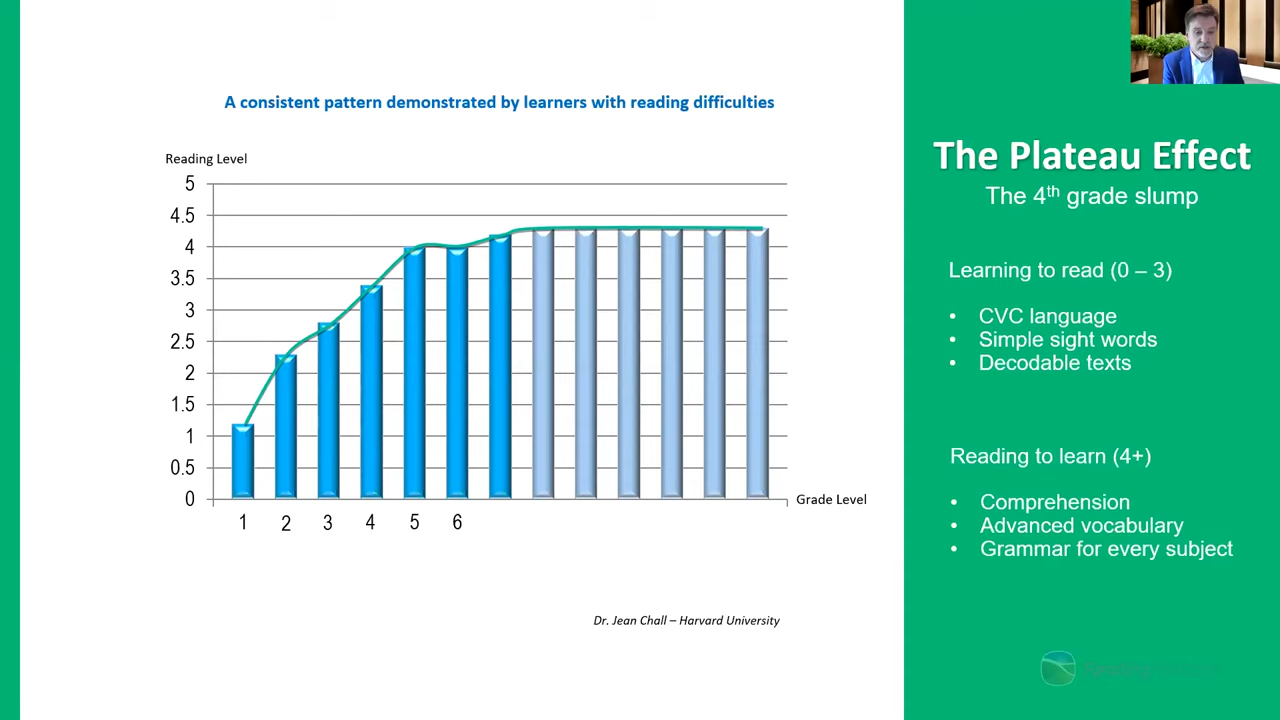 A consistent pattern demonstrated by learners with reading difficulties
Reading Level
5
4.5
4
3.5
3
2.5
2
1.5
1
0.5
0
Grade Level
1 2 3 4 5 6
Dr. Jean Chall – Harvard University
The Plateau Effect
The 4th grade slump
Learning to read (0 – 3)
• CVC language
• Simple sight words
• Decodable texts
Reading to learn (4+)
• Comprehension
• Advanced vocabulary
• Grammar for every subject